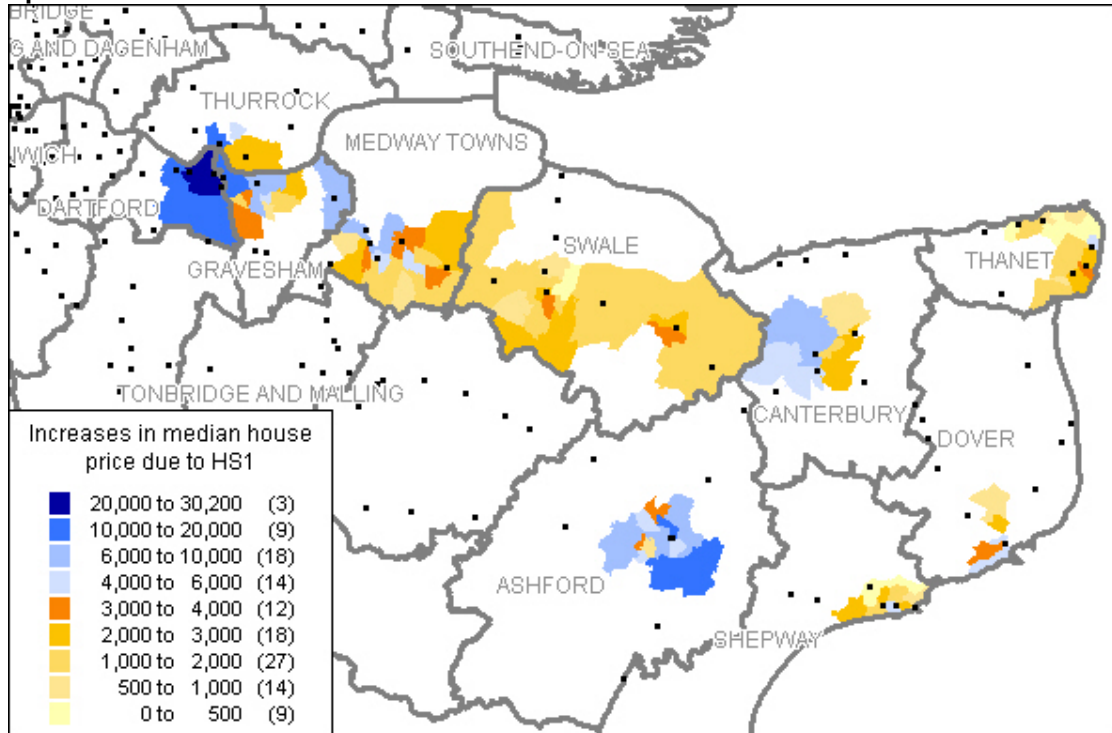 BRIDGE
G AND DAGENHAM
SOUTHEND-ON-SEA
THURROCK
MEDWAY TOWNS
NWICH
DARTFORD
SWALE
GRAVESHAM
THANET
TONBRIDGE AND MALLING
CANTERBURY
DOVER
ASHFORD
SHEPWAY
Increases in median house
price due to HS1
20,000 to 30,200 (3)
10,000 to 20,000 (9)
6,000 to 10,000 (18)
4,000 to 6,000 (14)
3,000 to 4,000 (12)
2,000 to 3,000 (18)
1,000 to 2,000 (27)
500 to 1,000 (14)
0 to 500 (9)